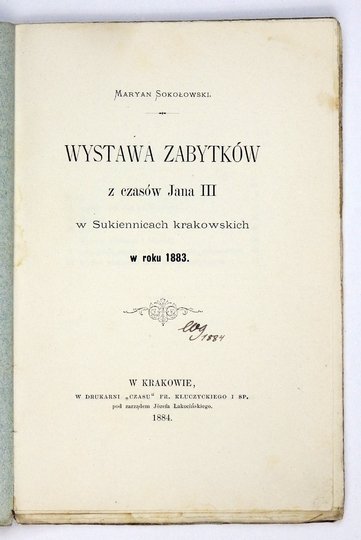 MARYAN SOKOŁOWSKI.
WYSTAWA ZABYTKÓW
z czasów Jana III
w Sukiennicach krakowskich
w roku 1883.
1884
W KRAKOWIE,
W DRUKARNI „CZASU” FR. KLUCZYCKIEGO I SP.
pod zarządem Józefa Łakocińskiego.
1884.